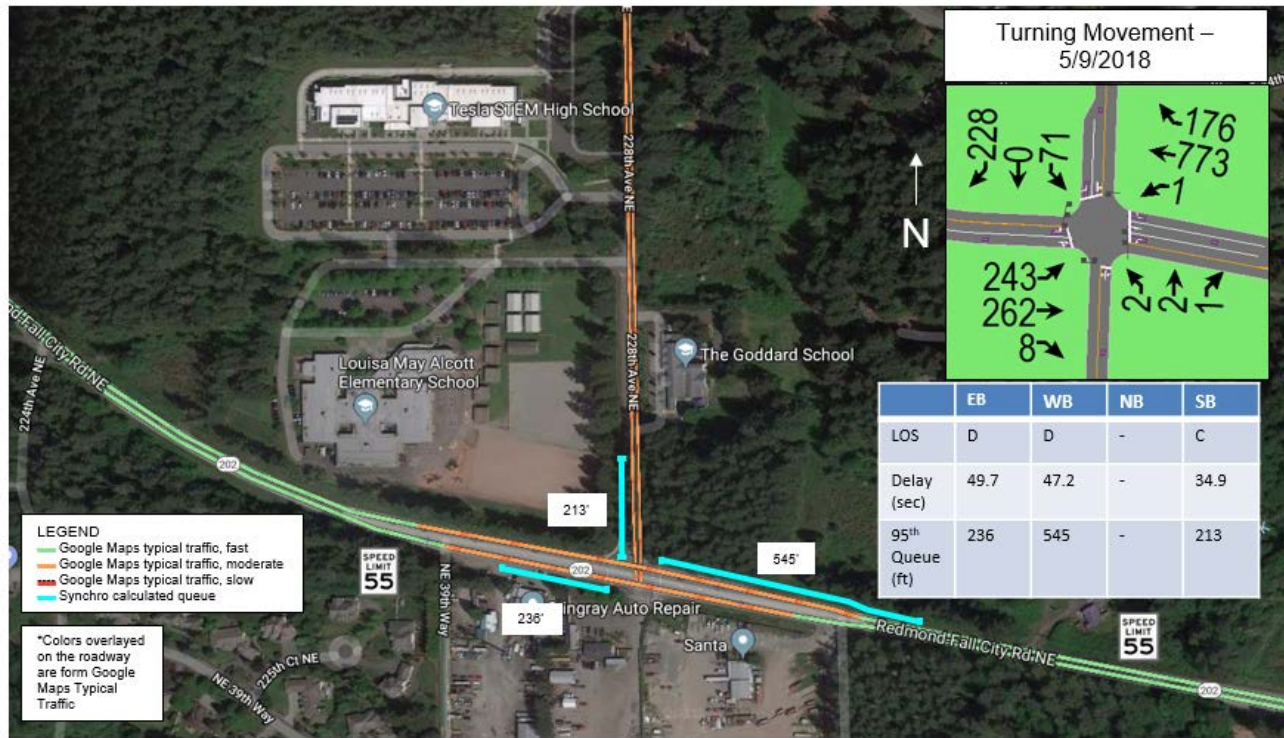 Turning Movement –
5/9/2018
228
0
71
176
773
1
243
262
8
2
2
1
N
Tesla STEM High School
228th Ave NE
228th Ave NE
The Goddard School
Louisa May Alcott
Elementary School
224th Ave NE
202
EB WB NB SB
LOS D D - C
Delay
(sec) 49.7 47.2 - 34.9
95th
Queue
(ft) 236 545 - 213
213'
545'
236'
LEGEND
Google Maps typical traffic, fast
Google Maps typical traffic, moderate
Google Maps typical traffic, slow
Synchro calculated queue
SPEED
LIMIT
55
202
ingray Auto Repair
Santa
Redmond Fall City Rd NE
SPEED
LIMIT
55
202
NE 39th Way
225th Ct NE
NE 39th Way
*Colors overlayed
on the roadway
are form Google
Maps Typical
Traffic